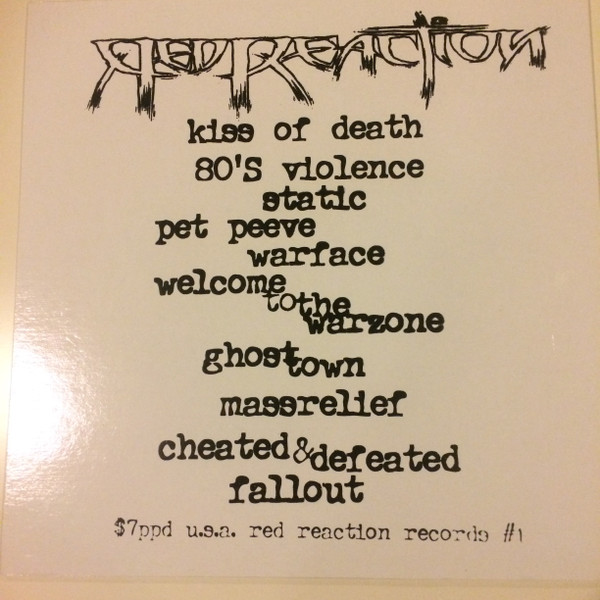 Red Reaction
kiss of death
80'S violence
static
pet peeve
warface
welcome
to the
warzone
ghost town
massrelief
cheated & defeated
fallout
$7ppd u.s.a. red reaction records #1